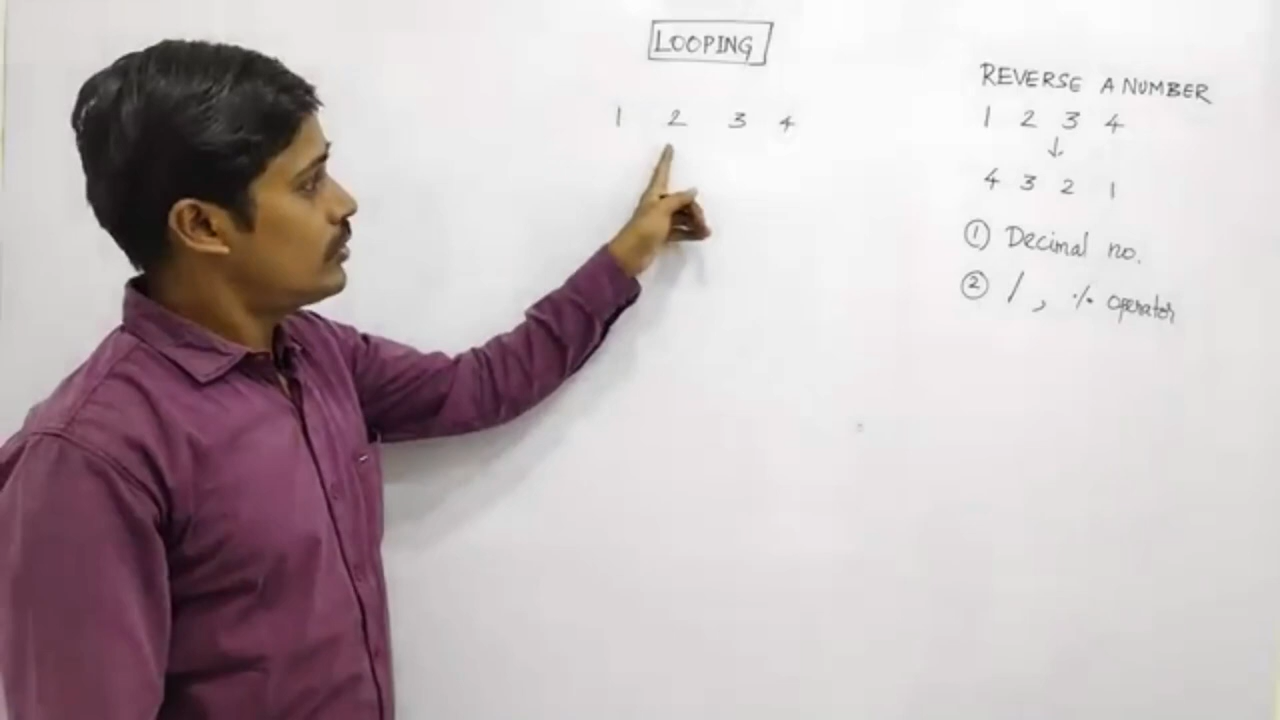 LOOPING
1 2 3 4
REVERSE A NUMBER
1 2 3 4
↓
4 3 2 1
① Decimal no.
② / , % operator